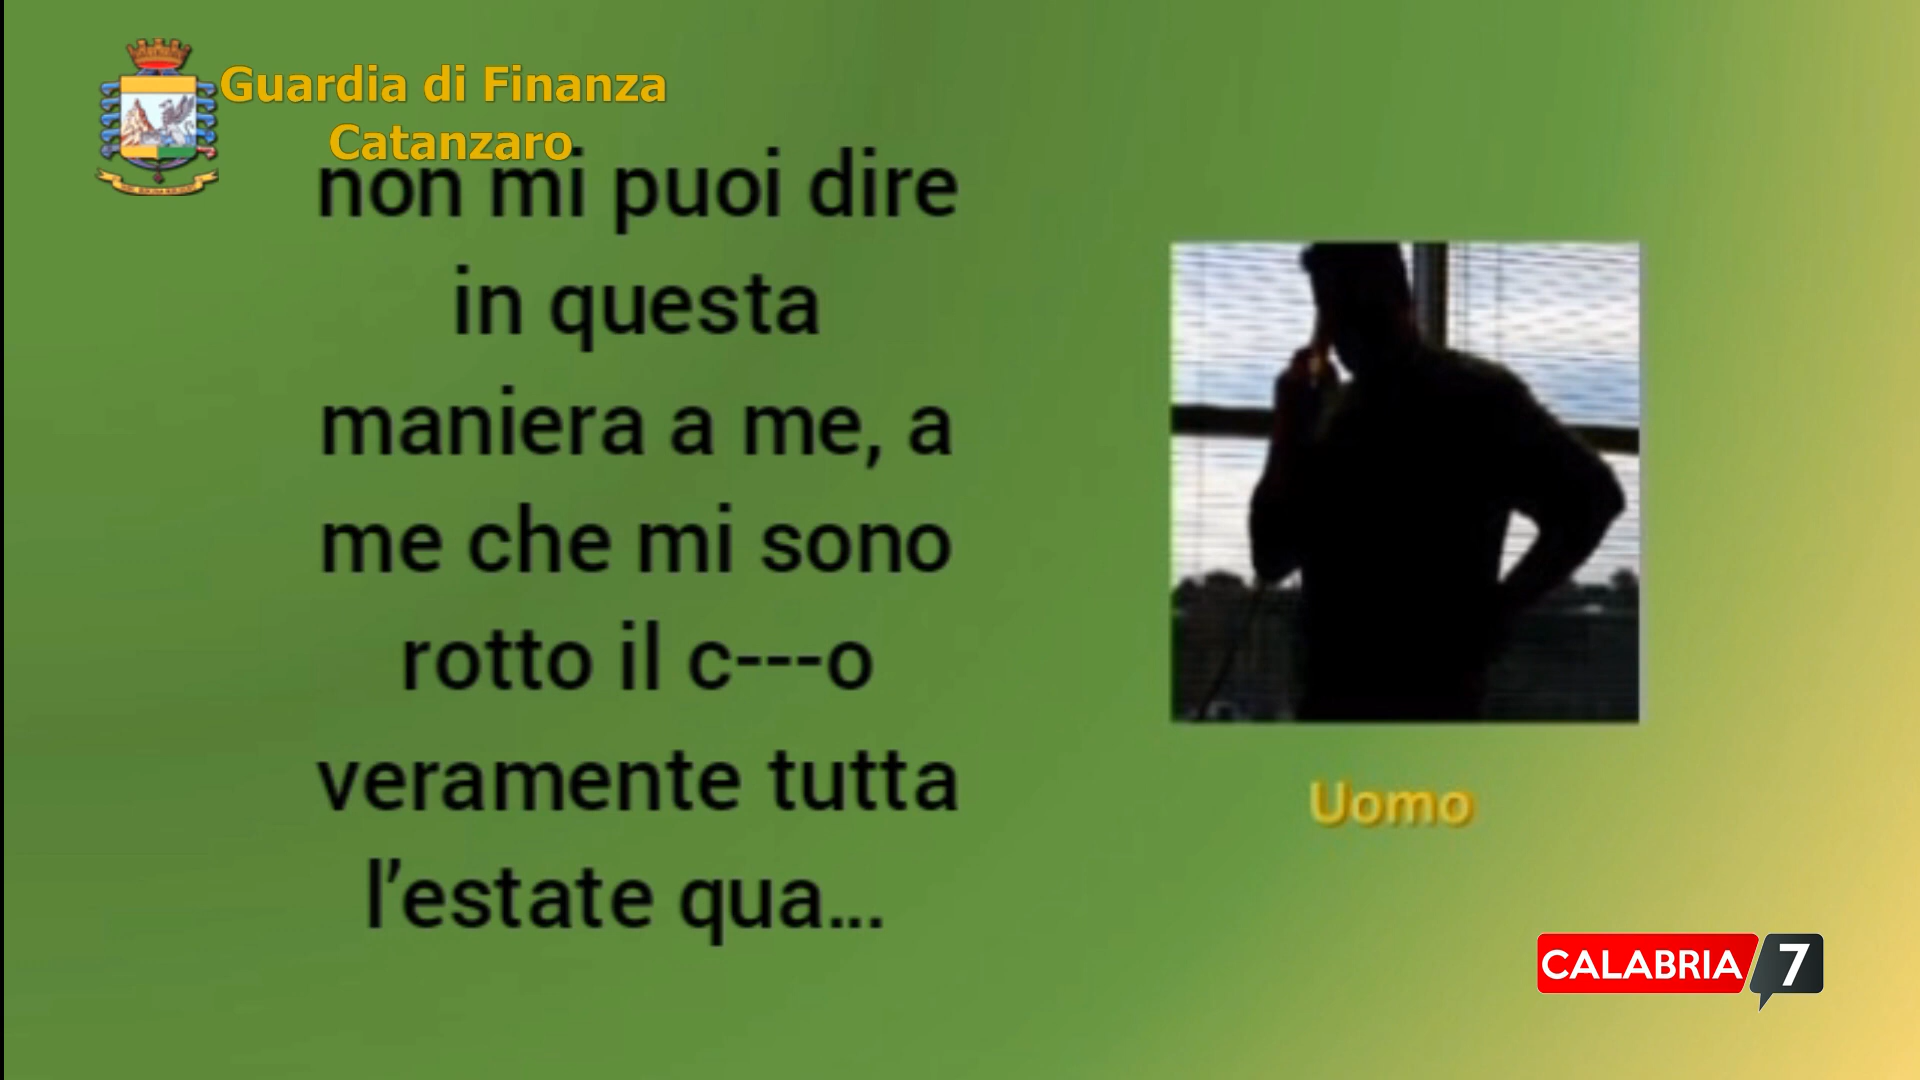 Guardia di Finanza
Catanzaro
non mi puoi dire
in questa
maniera a me, a
me che mi sono
rotto il c---o
veramente tutta
l’estate qua...
Uomo
CALABRIA 7